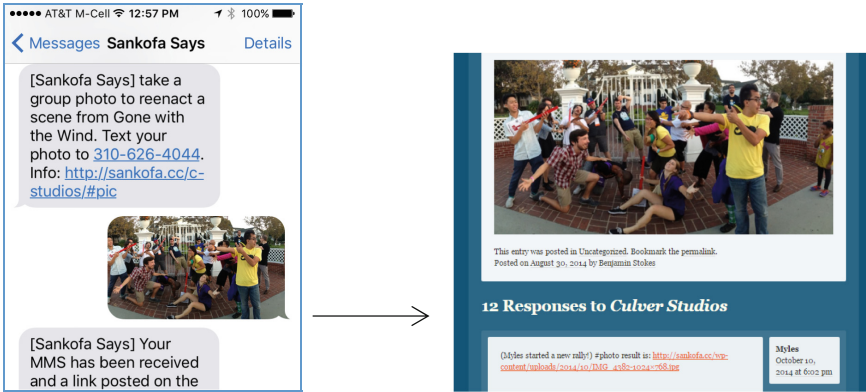 AT&T M-Cell 12:57 PM 100%
Messages Sankofa Says Details
[Sankofa Says] take a
group photo to reenact a
scene from Gone with
the Wind. Text your
photo to 310-626-4044.
Info: http://sankofa.cc/c-
studios/#pic
[Sankofa Says] Your
MMS has been received
and a link posted on the
This entry was posted in Uncategorized. Bookmark the permalink.
Posted on August 30, 2014 by Benjamin Stokes
12 Responses to Culver Studios
(Myles started a new rally!) #photo result is: http://sankofa.cc/wp-
content/uploads/2014/10/IMG_4382-1024×768.jpg
Myles
October 10,
2014 at 6:02 pm